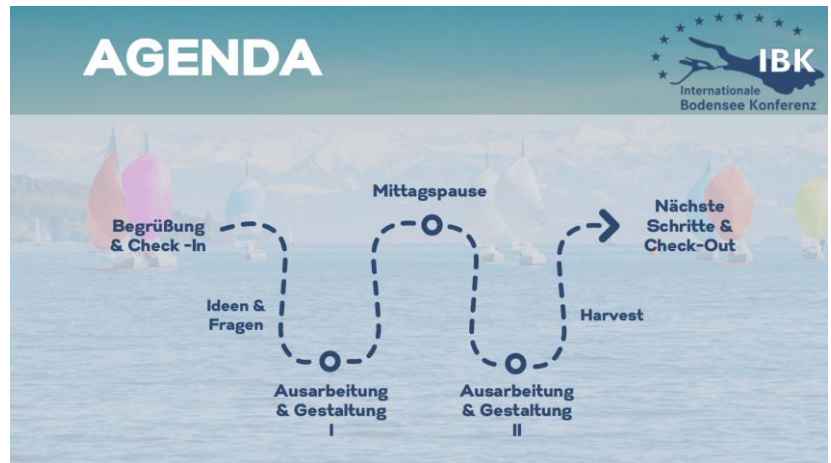 AGENDA
IBK
Internationale
Bodensee Konferenz
Mittagspause
Begrüßung
& Check -In
Nächste
Schritte &
Check-Out
Ideen &
Fragen
Harvest
Ausarbeitung
& Gestaltung
I
Ausarbeitung
& Gestaltung
II